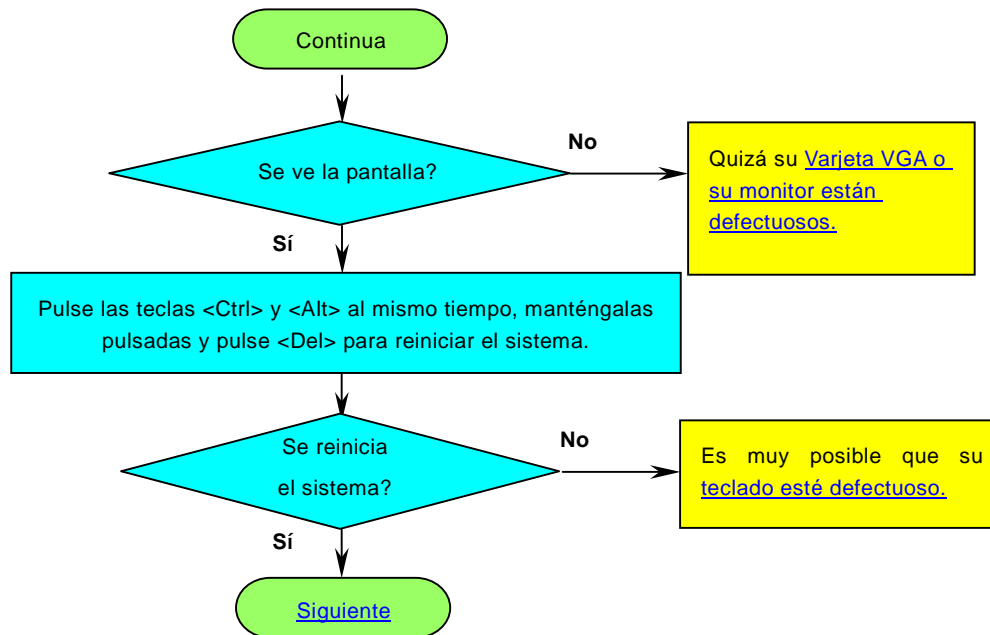 Continua
Se ve la pantalla?
No
Quizá su Varjeta VGA o
su monitor están
defectuosos.
Sí
Pulse las teclas <Ctrl> y <Alt> al mismo tiempo, manténgalas
pulsadas y pulse <Del> para reiniciar el sistema.
Se reinicia
el sistema?
No
Es muy posible que su
teclado esté defectuoso.
Sí
Siguiente